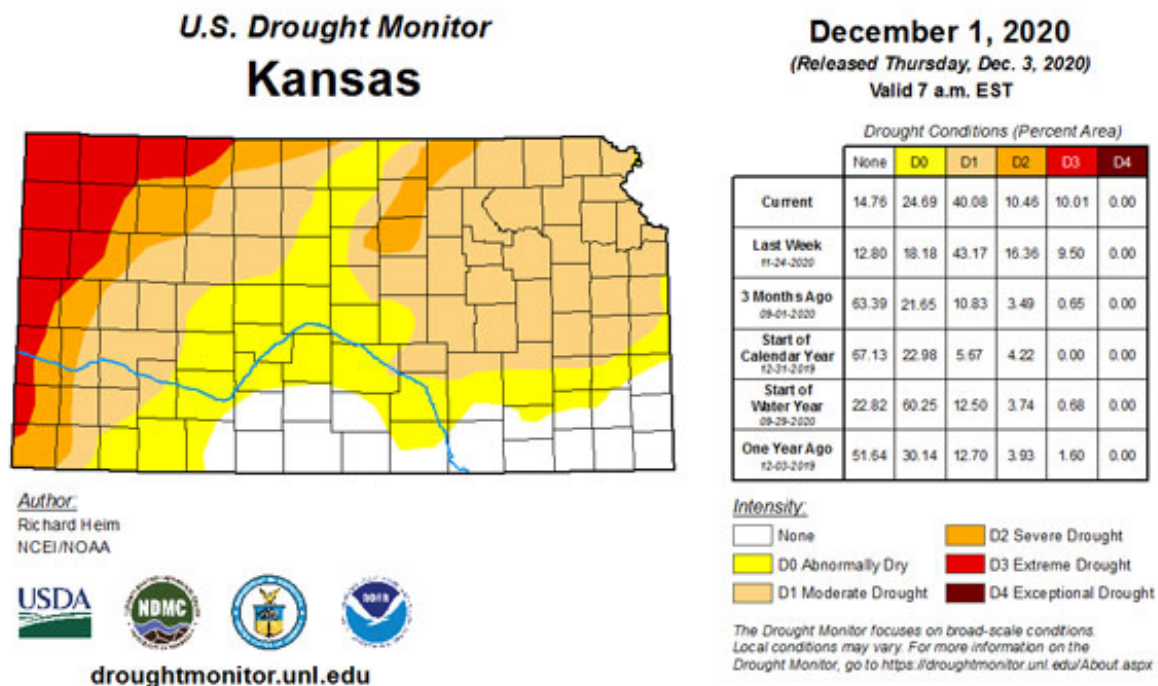 U.S. Drought Monitor
Kansas
December 1, 2020
(Released Thursday, Dec. 3, 2020)
Valid 7 a.m. EST
Drought Conditions (Percent Area)
None D0 D1 D2 D3 D4
Current 14.76 24.69 40.08 10.46 10.01 0.00
Last Week
11-24-2020 12.80 18.18 43.17 16.36 9.50 0.00
3 Months Ago
09-01-2020 63.39 21.65 10.83 3.49 0.65 0.00
Start of
Calendar Year
12-31-2019 67.13 22.98 5.67 4.22 0.00 0.00
Start of
Water Year
09-29-2020 22.82 60.25 12.50 3.74 0.68 0.00
One Year Ago
12-03-2019 51.64 30.14 12.70 3.93 1.60 0.00
Intensity:
None
D0 Abnormally Dry
D1 Moderate Drought
D2 Severe Drought
D3 Extreme Drought
D4 Exceptional Drought
The Drought Monitor focuses on broad-scale conditions.
Local conditions may vary. For more information on the
Drought Monitor, go to https://droughtmonitor.unl.edu/About.aspx
Author:
Richard Heim
NCEI/NOAA
USDA
NDMC
NOAA
droughtmonitor.unl.edu